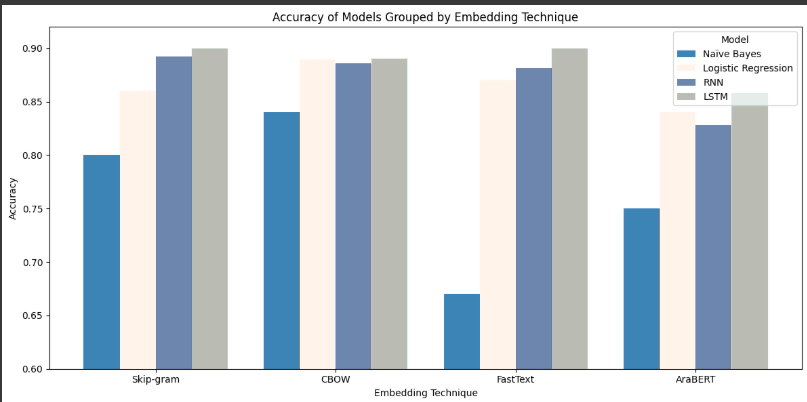 Accuracy of Models Grouped by Embedding Technique
Model
Naïve Bayes
Logistic Regression
RNN
LSTM
Accuracy
0.90
0.85
0.80
0.75
0.70
0.65
0.60
Skip-gram CBOW FastText AraBERT
Embedding Technique